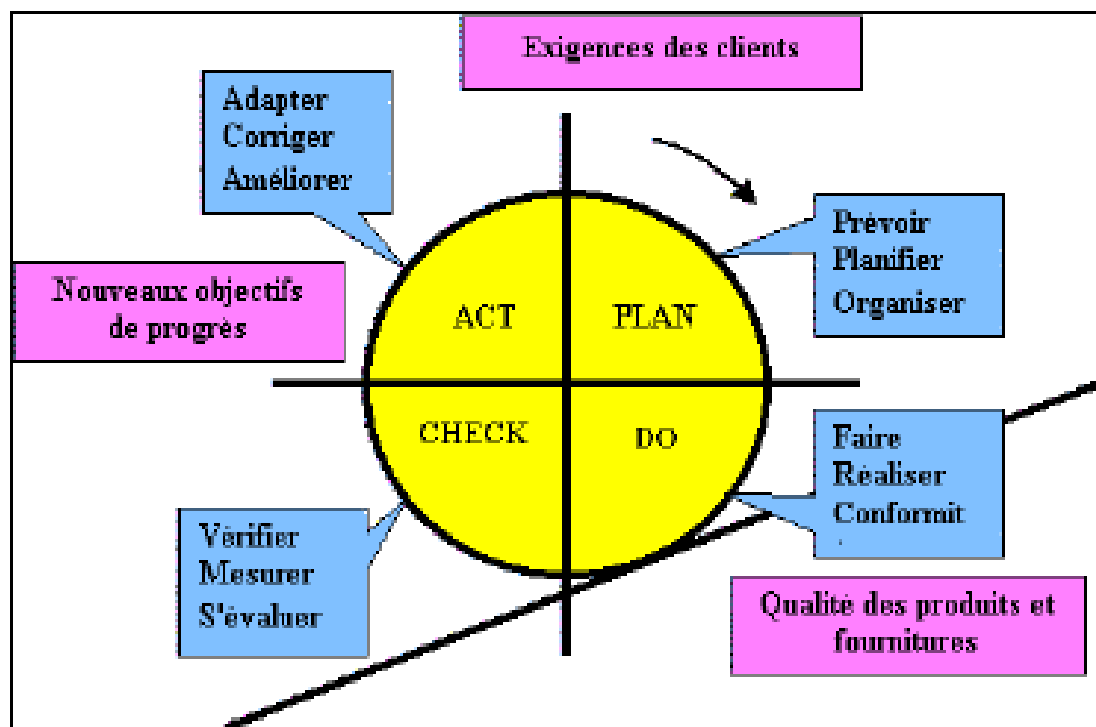 Exigences des clients
Adapter
Corriger
Améliorer
Prévoir
Planifier
Organiser
Nouveaux objectifs
de progrès
ACT
PLAN
CHECK
DO
Faire
Réaliser
Conformit
Vérifier
Mesurer
S'évaluer
Qualité des produits et
fournitures